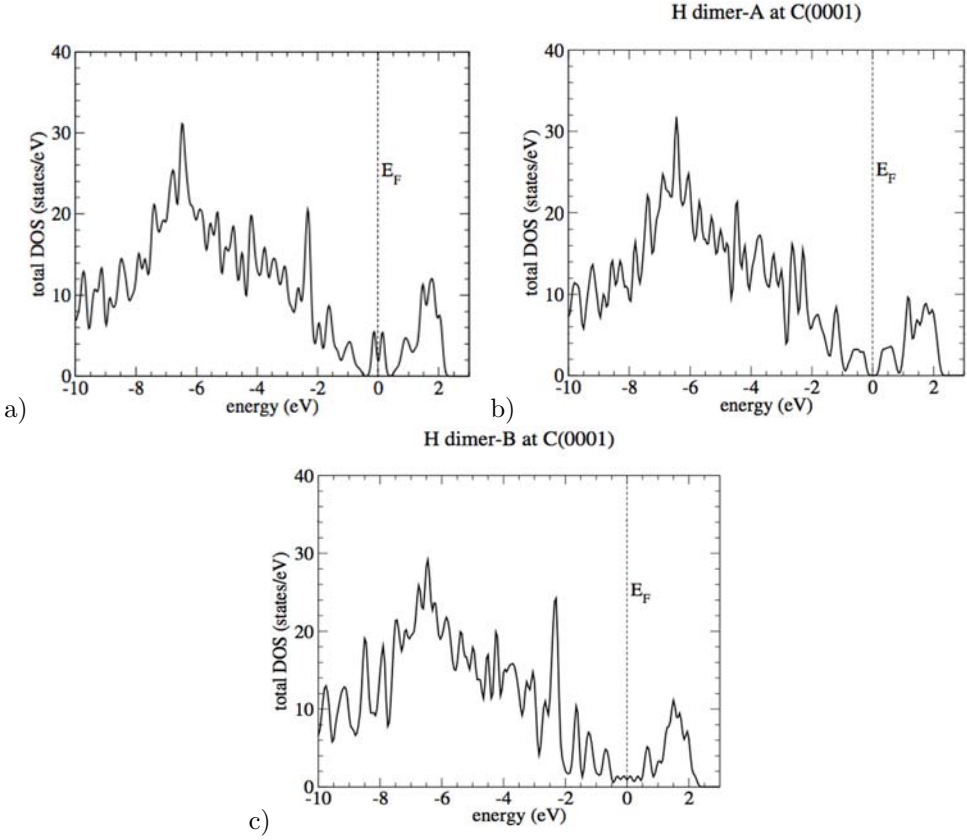 H dimer-A at C(0001)
40
30
20
10
0
total DOS (states/eV)
E_F
-10 -8 -6 -4 -2 0 2
energy (eV)
a)
40
30
20
10
0
total DOS (states/eV)
E_F
-10 -8 -6 -4 -2 0 2
energy (eV)
b)
H dimer-B at C(0001)
40
30
20
10
0
total DOS (states/eV)
E_F
-10 -8 -6 -4 -2 0 2
energy (eV)
c)